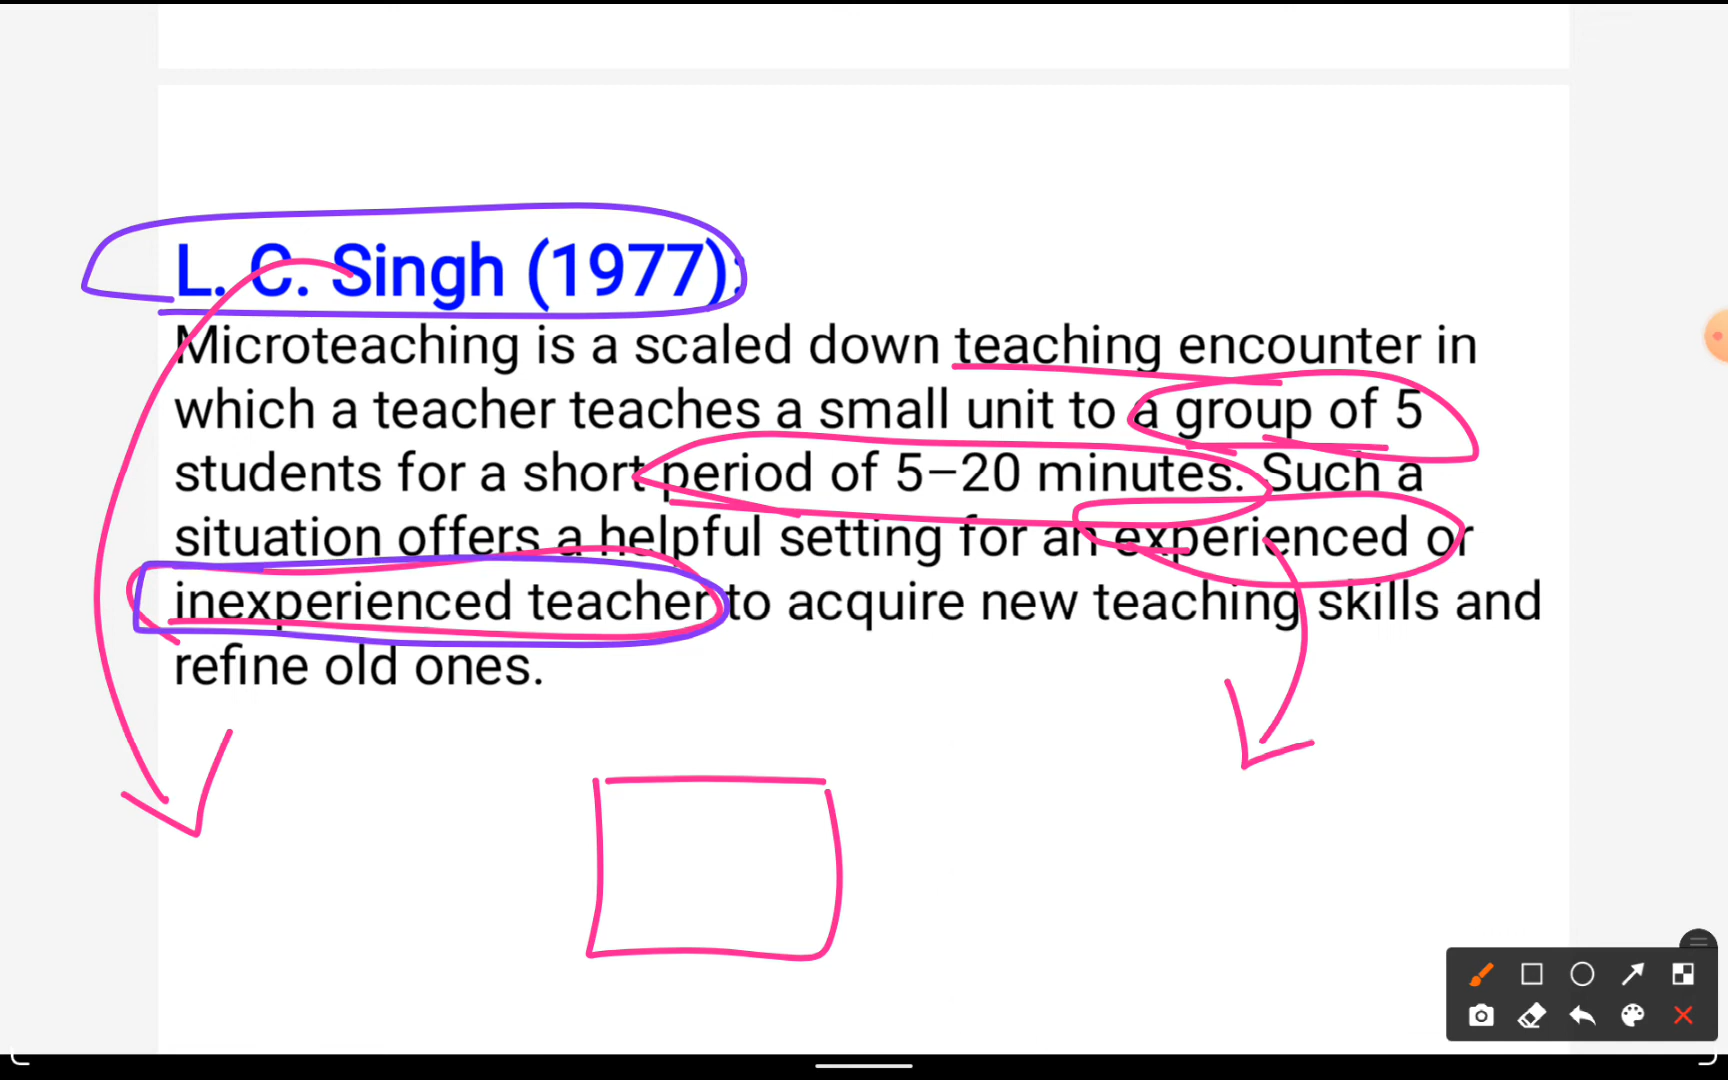 L. C. Singh (1977):
Microteaching is a scaled down teaching encounter in
which a teacher teaches a small unit to a group of 5
students for a short period of 5–20 minutes. Such a
situation offers a helpful setting for an experienced or
inexperienced teacher to acquire new teaching skills and
refine old ones.